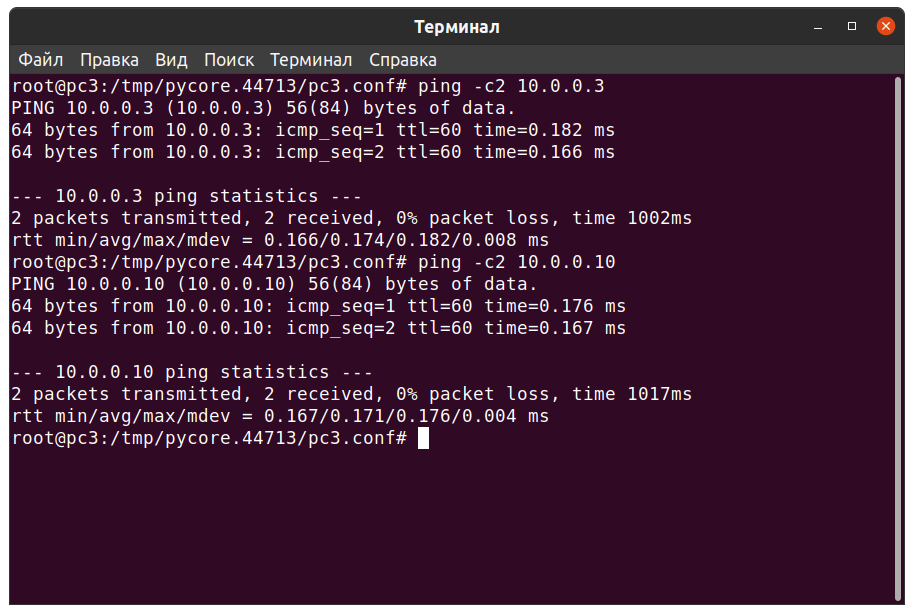 Терминал
Файл Правка Вид Поиск Терминал Справка
root@pc3:/tmp/pycore.44713/pc3.conf# ping -c2 10.0.0.3
PING 10.0.0.3 (10.0.0.3) 56(84) bytes of data.
64 bytes from 10.0.0.3: icmp_seq=1 ttl=60 time=0.182 ms
64 bytes from 10.0.0.3: icmp_seq=2 ttl=60 time=0.166 ms
--- 10.0.0.3 ping statistics ---
2 packets transmitted, 2 received, 0% packet loss, time 1002ms
rtt min/avg/max/mdev = 0.166/0.174/0.182/0.008 ms
root@pc3:/tmp/pycore.44713/pc3.conf# ping -c2 10.0.0.10
PING 10.0.0.10 (10.0.0.10) 56(84) bytes of data.
64 bytes from 10.0.0.10: icmp_seq=1 ttl=60 time=0.176 ms
64 bytes from 10.0.0.10: icmp_seq=2 ttl=60 time=0.167 ms
--- 10.0.0.10 ping statistics ---
2 packets transmitted, 2 received, 0% packet loss, time 1017ms
rtt min/avg/max/mdev = 0.167/0.171/0.176/0.004 ms
root@pc3:/tmp/pycore.44713/pc3.conf#